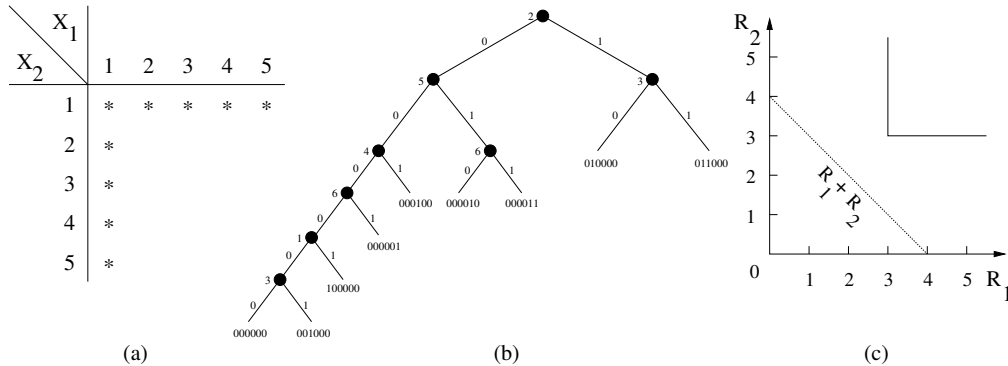 X1
X2
1 2 3 4 5
1 * * * * *
2 *
3 *
4 *
5 *
(a)
2
0 1
5 3
0 1 0 1
4 6 010000 011000
0 1 0 1
6 000100 000010 000011
0 1
1 000001
0 1
3 100000
0 1
000000 001000
(b)
R2
5
4
3
2
1
0
1 2 3 4 5 R1
R1 + R2
(c)